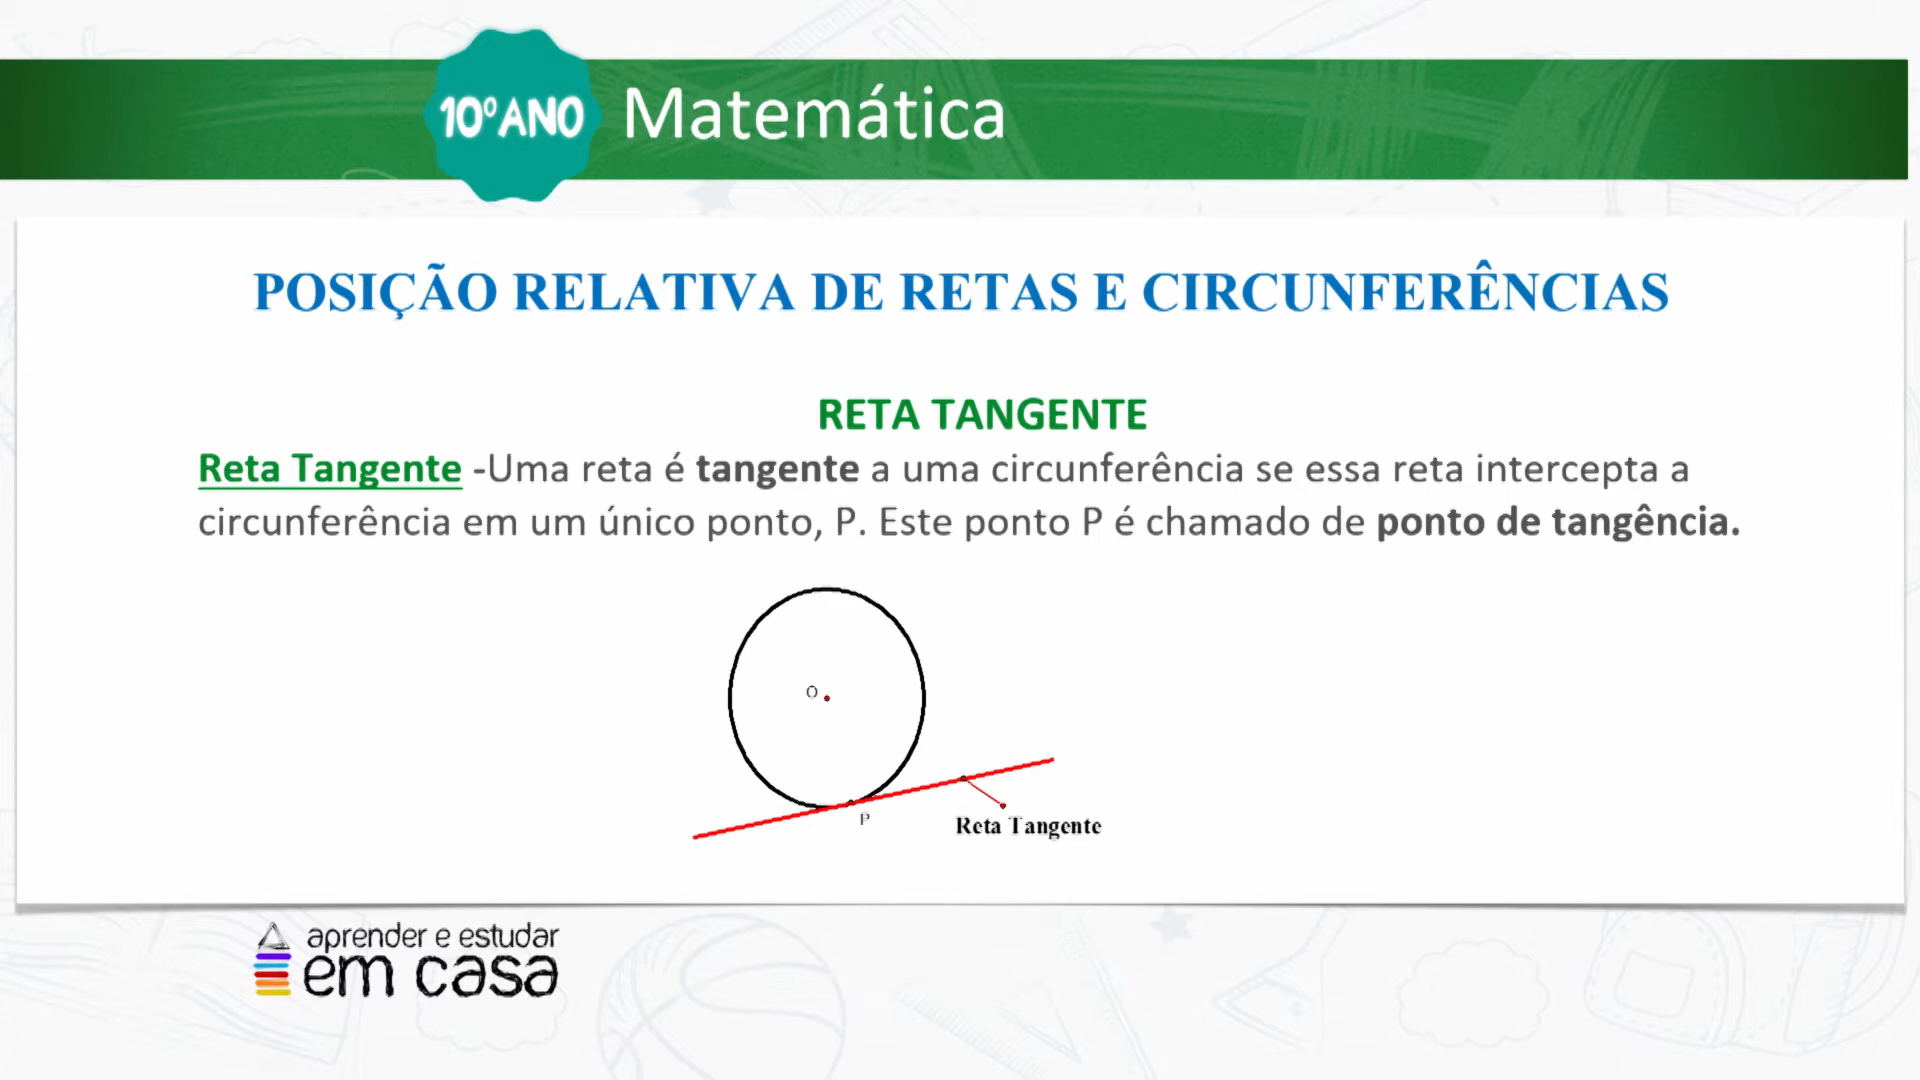 10ºANO Matemática
POSIÇÃO RELATIVA DE RETAS E CIRCUNFERÊNCIAS
RETA TANGENTE
Reta Tangente -Uma reta é tangente a uma circunferência se essa reta intercepta a
circunferência em um único ponto, P. Este ponto P é chamado de ponto de tangência.
O
P
Reta Tangente
aprender e estudar
em casa